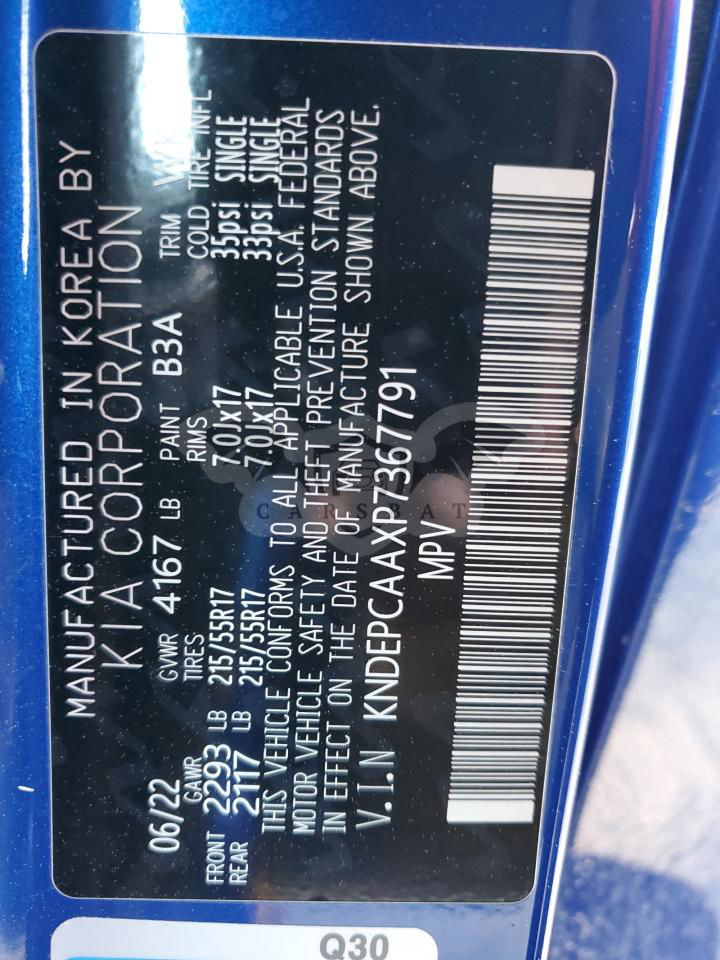 MANUFACTURED IN KOREA BY
KIA CORPORATION
06/22 GVWR 4167 LB PAINT B3A TRIM WK
GAWR TIRES RIMS COLD TIRE INFL
FRONT 2293 LB 215/55R17 7.0JX17 35psi SINGLE
REAR 2117 LB 215/55R17 7.0JX17 33psi SINGLE
THIS VEHICLE CONFORMS TO ALL APPLICABLE U.S.A. FEDERAL
MOTOR VEHICLE SAFETY AND THEFT PREVENTION STANDARDS
IN EFFECT ON THE DATE OF MANUFACTURE SHOWN ABOVE.
V.I.N KNDEPCAAXP7367791
MPV
CARSBAT
Q30